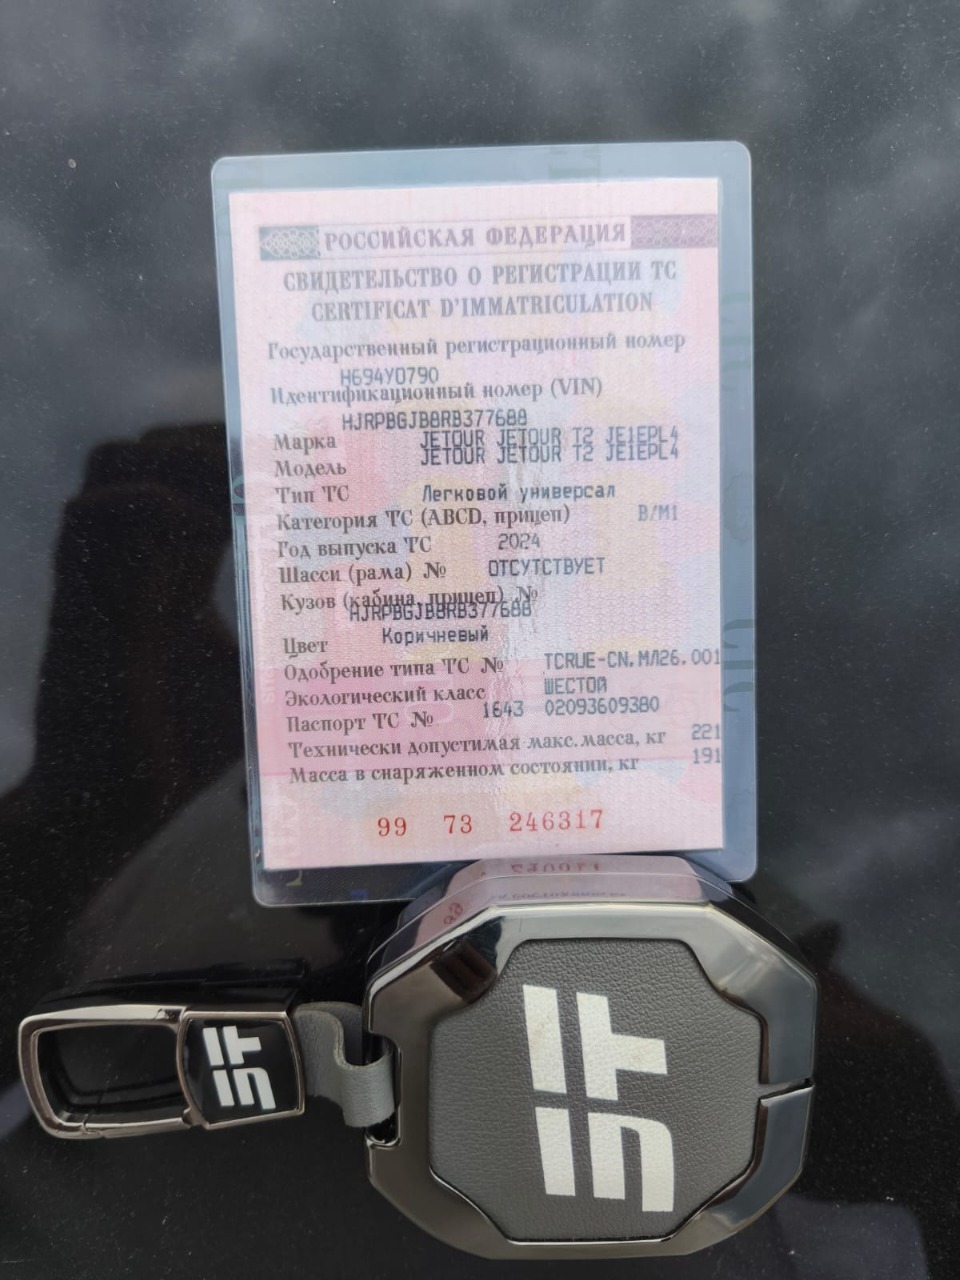 РОССИЙСКАЯ ФЕДЕРАЦИЯ
СВИДЕТЕЛЬСТВО О РЕГИСТРАЦИИ ТС
CERTIFICAT D'IMMATRICULATION
Государственный регистрационный номер
Н694УО790
Идентификационный номер (VIN)
HJRPBGJB8RB377688
Марка JETOUR JETOUR T2 JE1EPL4
Модель JETOUR JETOUR T2 JE1EPL4
Тип ТС Легковой универсал
Категория ТС (ABCD, прицеп) B/M1
Год выпуска ТС 2024
Шасси (рама) № ОТСУТСТВУЕТ
Кузов (кабина, прицеп) №
HJRPBGJB8RB377688
Цвет Коричневый
Одобрение типа ТС № ТСRUЕ-CN.МЛ26.001
Экологический класс ШЕСТОЙ
Паспорт ТС № 1643 02093609380
Технически допустимая макс. масса, кг 221
Масса в снаряженном состоянии, кг 191
99 73 246317